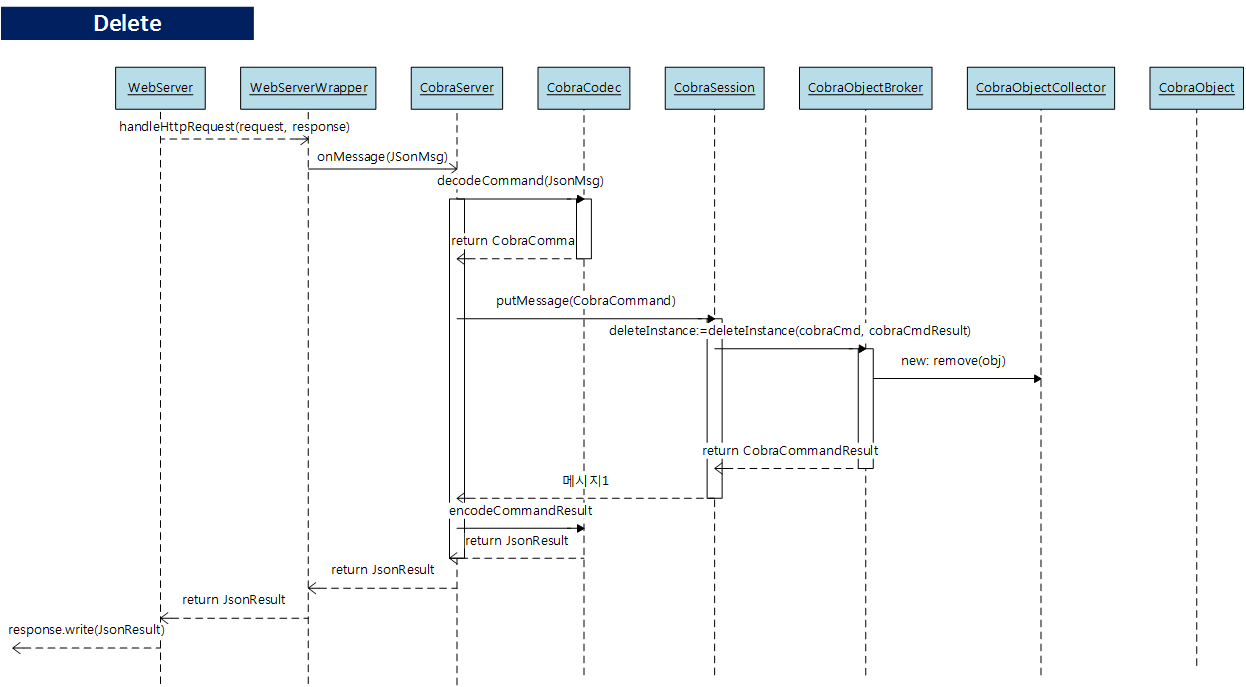 Delete
WebServer
WebServerWrapper
CobraServer
CobraCodec
CobraSession
CobraObjectBroker
CobraObjectCollector
CobraObject
handleHttpRequest(request, response)
onMessage(JSonMsg)
decodeCommand(JsonMsg)
return CobraComma
putMessage(CobraCommand)
deleteInstance:=deleteInstance(cobraCmd, cobraCmdResult)
new: remove(obj)
return CobraCommandResult
메시지1
encodeCommandResult
return JsonResult
return JsonResult
return JsonResult
response.write(JsonResult)